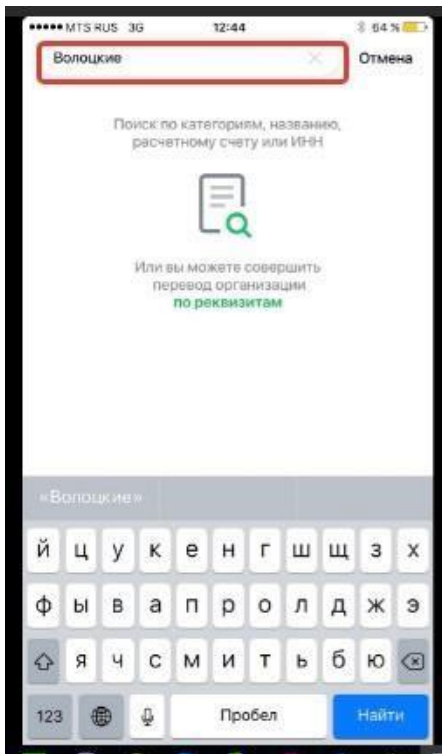 MTS RUS 3G 12:44 64 %
Волоцкие Отмена
Поиск по категориям, названию,
расчетному счету или ИНН
Или вы можете совершить
перевод организации
по реквизитам
«Волоцкие»
й ц у к е н г ш щ з х
ф ы в а п р о л д ж э
я ч с м и т ь б ю
123 Пробел Найти